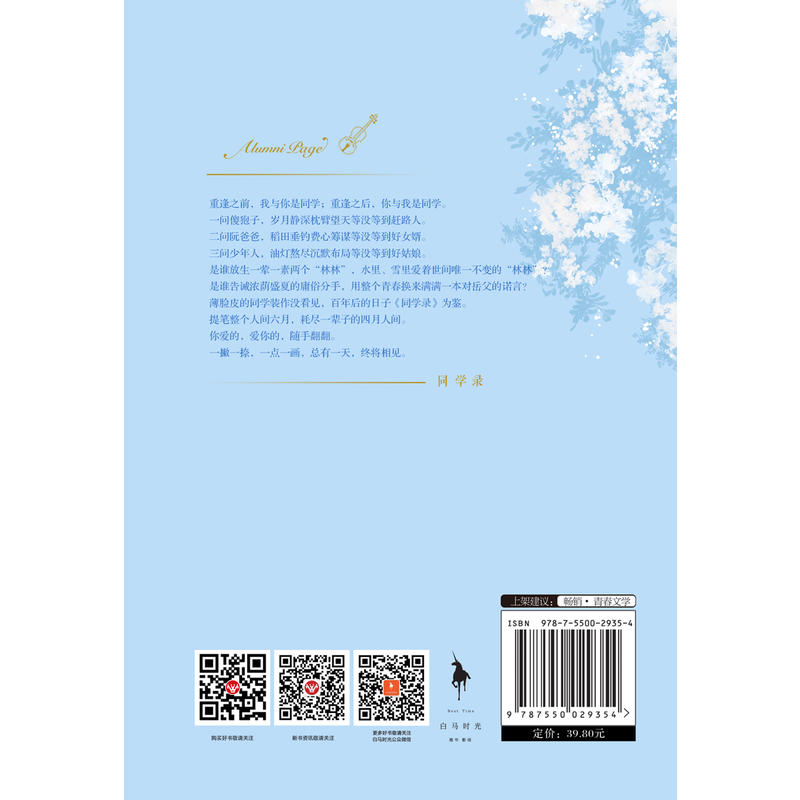 Alumni Page
重逢之前，我与你是同学；重逢之后，你与我是同学。
一问傻狍子，岁月静深枕臂望天等没等到赶路人。
二问阮爸爸，稻田垂钓费心筹谋等没等到好女婿。
三问少年人，油灯熬尽沉默布局等没等到好姑娘。
是谁放生一荤一素两个“林林”，水里、雪里爱着世间唯一不变的“林林”？
是谁告诫浓荫盛夏的庸俗分手，用整个青春换来满满一本对岳父的诺言？
薄脸皮的同学装作没看见，百年后的日子《同学录》为鉴。
提笔整个人间六月，耗尽一辈子的四月人间。
你爱的，爱你的，随手翻翻。
一撇一捺，一点一画，总有一天，终将相见。
同学录
上架建议：畅销·青春文学
ISBN 978-7-5500-2935-4
9 787550 029354 >
定价：39.80元
购买好书敬请关注
新书资讯敬请关注
更多好书敬请关注
白马时光公众微信
Best Time
白马时光